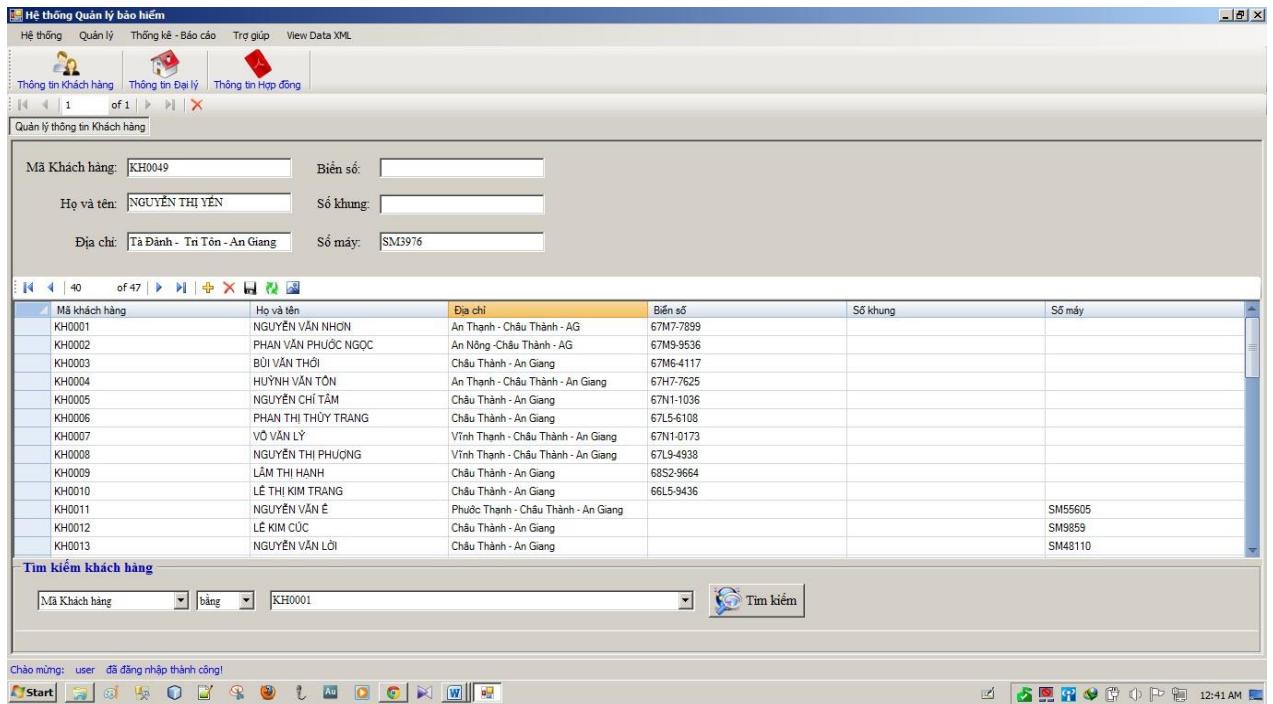 Hệ thống Quản lý bảo hiểm
Hệ thống Quản lý Thống kê - Báo cáo Trợ giúp View Data XML
Thông tin Khách hàng Thông tin Đại lý Thông tin Hợp đồng
1 of 1
Quản lý thông tin Khách hàng
Mã Khách hàng: KH0049 Biển số:
Họ và tên: NGUYỄN THỊ YẾN Số khung:
Địa chỉ: Tà Đảnh - Tri Tôn - An Giang Số máy: SM3976
40 of 47
Mã khách hàng Họ và tên Địa chỉ Biển số Số khung Số máy
KH0001 NGUYỄN VĂN NHƠN An Thạnh - Châu Thành - AG 67M7-7899
KH0002 PHAN VĂN PHƯỚC NGỌC An Nông -Châu Thành - AG 67M9-9536
KH0003 BÙI VĂN THỚI Châu Thành - An Giang 67M6-4117
KH0004 HUỲNH VĂN TỒN An Thạnh - Châu Thành - An Giang 67H7-7625
KH0005 NGUYỄN CHÍ TÂM Châu Thành - An Giang 67N1-1036
KH0006 PHAN THỊ THÙY TRANG Châu Thành - An Giang 67L5-6108
KH0007 VÕ VĂN LÝ Vĩnh Thạnh - Châu Thành - An Giang 67N1-0173
KH0008 NGUYỄN THỊ PHƯỢNG Vĩnh Thạnh - Châu Thành - An Giang 67L9-4938
KH0009 LÂM THỊ HẠNH Châu Thành - An Giang 68S2-9664
KH0010 LÊ THỊ KIM TRANG Châu Thành - An Giang 66L5-9436
KH0011 NGUYỄN VĂN Ê Phước Thạnh - Châu Thành - An Giang SM55605
KH0012 LÊ KIM CÚC Châu Thành - An Giang SM9859
KH0013 NGUYỄN VĂN LỜI Châu Thành - An Giang SM48110
Tìm kiếm khách hàng
Mã Khách hàng bằng KH0001 Tìm kiếm
Chào mừng: user đã đăng nhập thành công!
Start Au W 12:41 AM